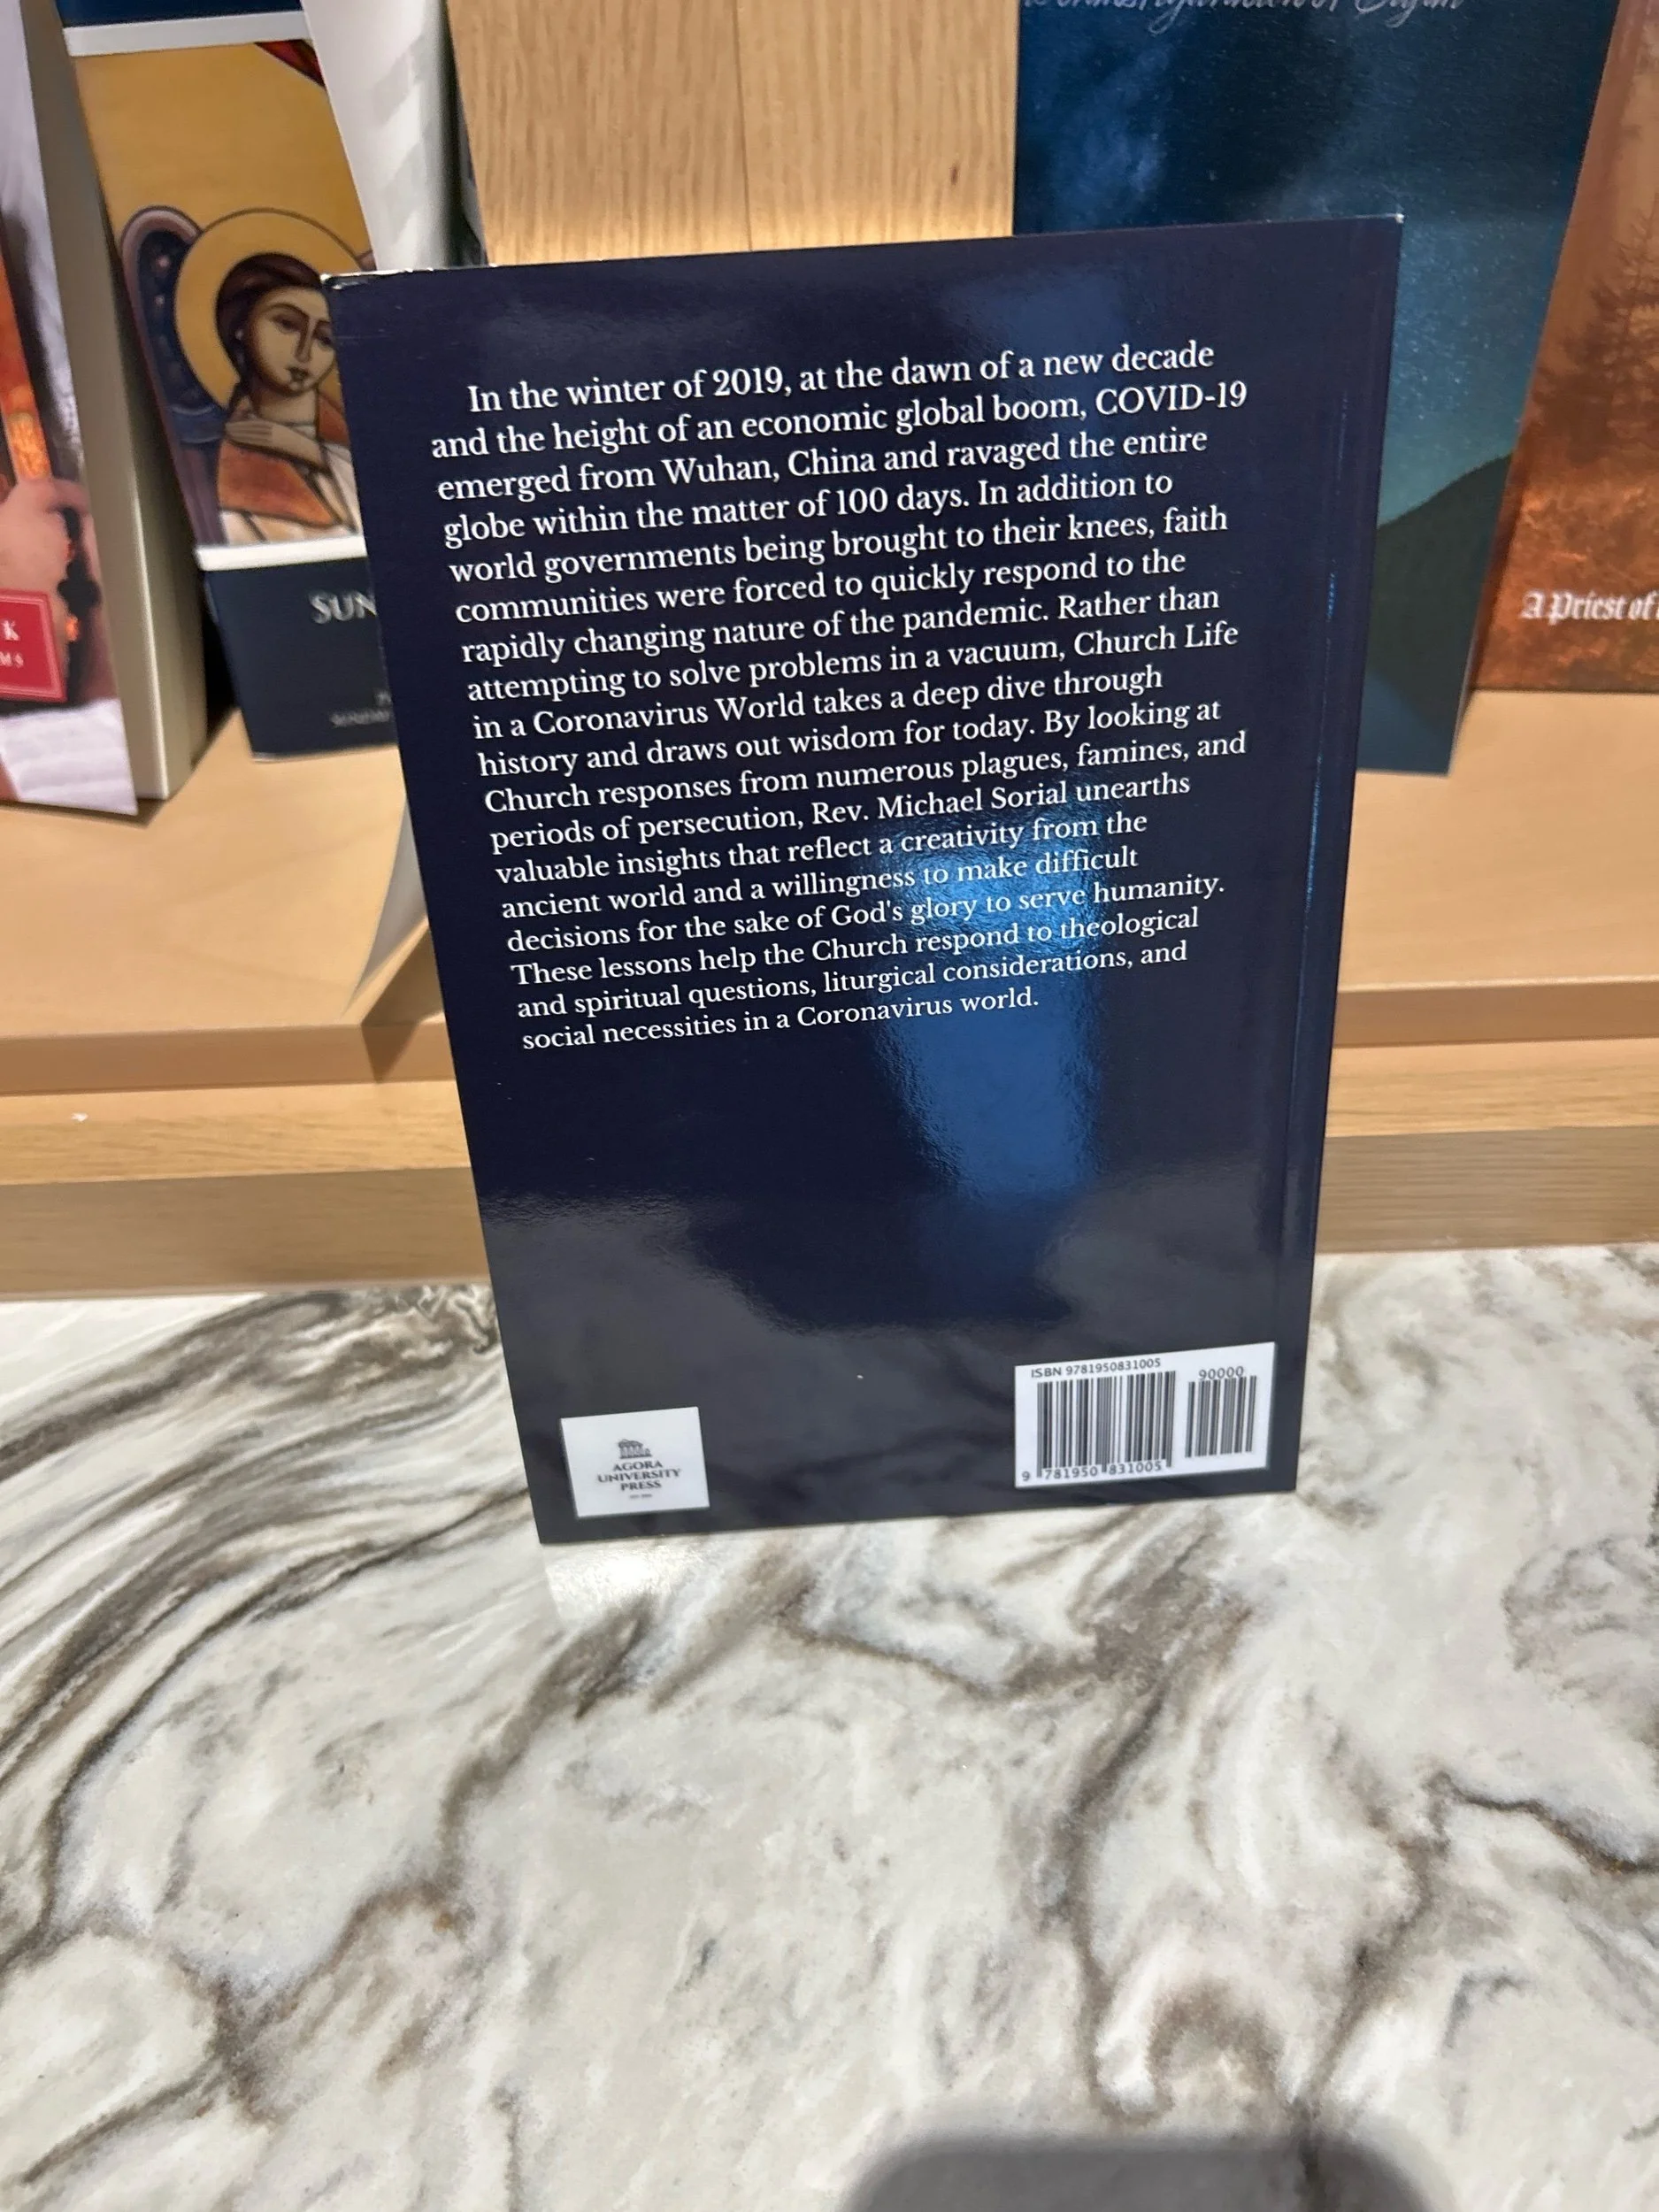 SUN
K
MS
A Priest of
In the winter of 2019, at the dawn of a new decade
and the height of an economic global boom, COVID-19
emerged from Wuhan, China and ravaged the entire
globe within the matter of 100 days. In addition to
world governments being brought to their knees, faith
communities were forced to quickly respond to the
rapidly changing nature of the pandemic. Rather than
attempting to solve problems in a vacuum, Church Life
in a Coronavirus World takes a deep dive through
history and draws out wisdom for today. By looking at
Church responses from numerous plagues, famines, and
periods of persecution, Rev. Michael Sorial unearths
valuable insights that reflect a creativity from the
ancient world and a willingness to make difficult
decisions for the sake of God's glory to serve humanity.
These lessons help the Church respond to theological
and spiritual questions, liturgical considerations, and
social necessities in a Coronavirus world.
AGORA
UNIVERSITY
PRESS
ISBN 9781950831005
90000
9 781950 831005